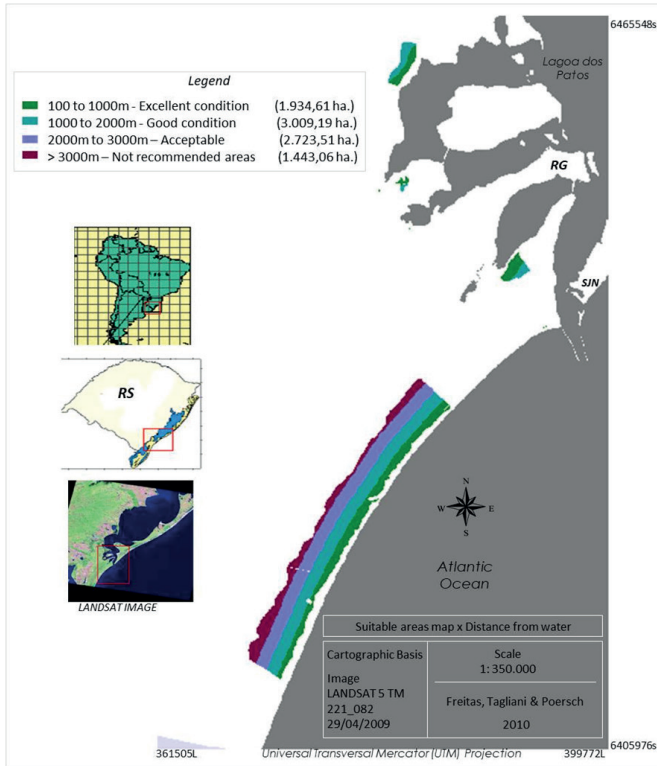 6465548s
Lagoa dos
Patos
Legend
100 to 1000m - Excellent condition (1.934,61 ha.)
1000 to 2000m - Good condition (3.009,19 ha.)
2000m to 3000m – Acceptable (2.723,51 ha.)
> 3000m – Not recommended areas (1.443,06 ha.)
RG
SJN
RS
N
W E
S
Atlantic
Ocean
LANDSAT IMAGE
Suitable areas map x Distance from water
Cartographic Basis
Image
LANDSAT 5 TM
221_082
29/04/2009
Scale
1: 350.000
Freitas, Tagliani & Poersch
2010
6405976s
361505L
Universal Transversal Mercator (UTM) Projection
399772L